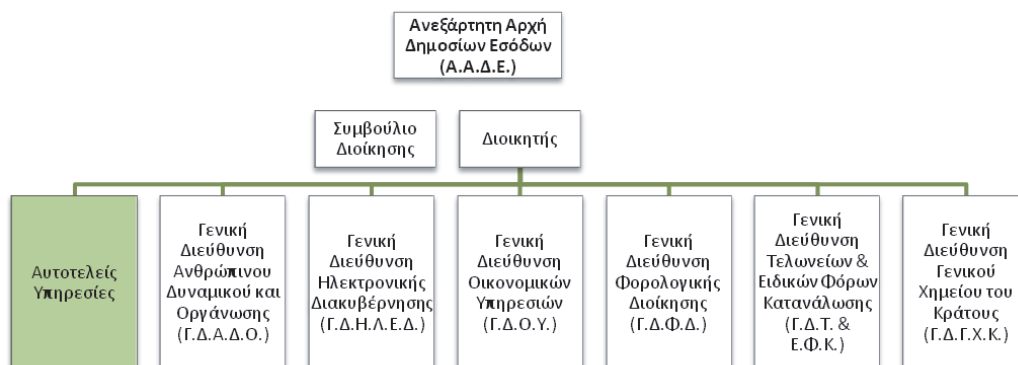 Ανεξάρτητη Αρχή
Δημοσίων Εσόδων
(Α.Α.Δ.Ε.)
Συμβούλιο
Διοίκησης
Διοικητής
Αυτοτελείς
Υπηρεσίες
Γενική
Διεύθυνση
Ανθρώπινου
Δυναμικού και
Οργάνωσης
(Γ.Δ.Α.Δ.Ο.)
Γενική
Διεύθυνση
Ηλεκτρονικής
Διακυβέρνησης
(Γ.Δ.Η.Λ.Ε.Δ.)
Γενική
Διεύθυνση
Οικονομικών
Υπηρεσιών
(Γ.Δ.Ο.Υ.)
Γενική
Διεύθυνση
Φορολογικής
Διοίκησης
(Γ.Δ.Φ.Δ.)
Γενική
Διεύθυνση
Τελωνείων &
Ειδικών Φόρων
Κατανάλωσης
(Γ.Δ.Τ. &
Ε.Φ.Κ.)
Γενική
Διεύθυνση
Γενικού
Χημείου του
Κράτους
(Γ.Δ.Γ.Χ.Κ.)